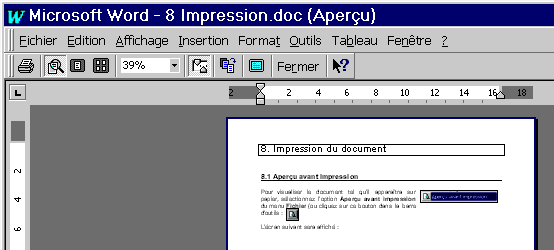 Microsoft Word - 8 Impression.doc (Aperçu)
Fichier Edition Affichage Insertion Format Outils Tableau Fenêtre ?
39% Fermer
L 2 2 4 6 8 10 12 14 16 18
2
4
6
8. Impression du document
8.1 Aperçu avant impression
Pour visualiser le document tel qu'il apparaîtra sur
papier, sélectionnez l'option Aperçu avant impression
du menu Fichier (ou cliquez sur ce bouton dans la barre
d'outils :
Aperçu avant impression
L'écran suivant sera affiché :